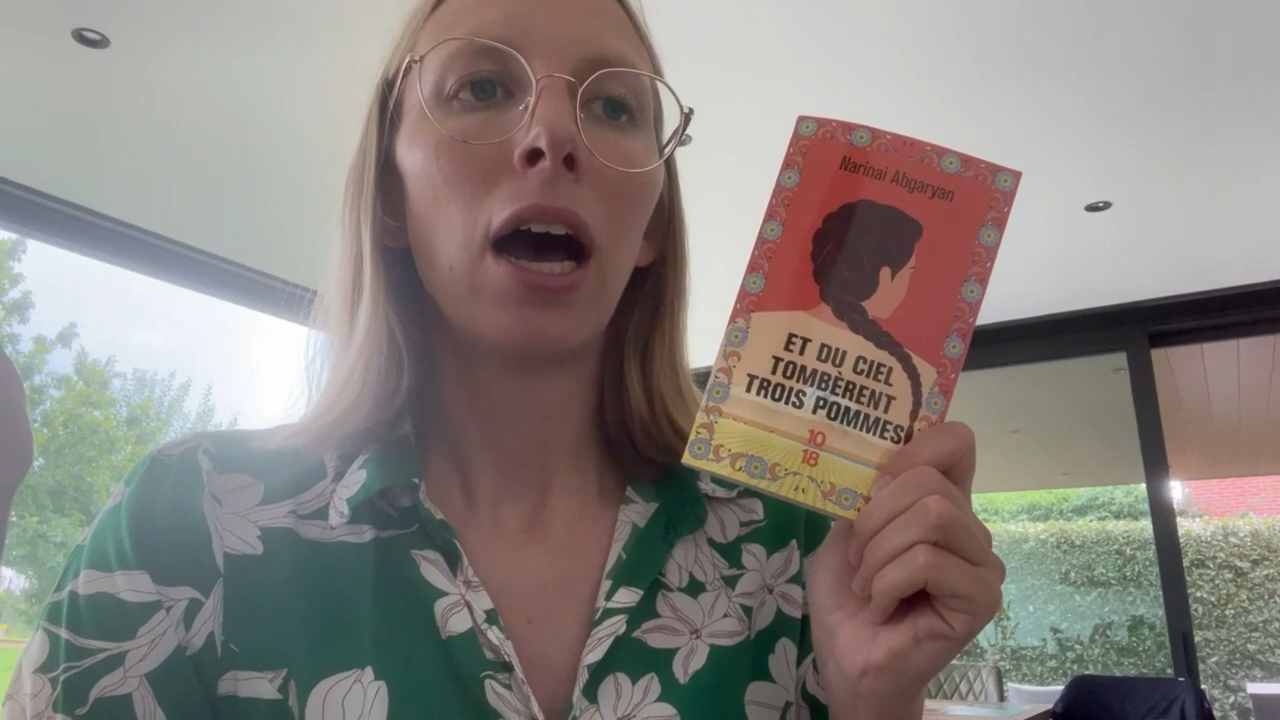 Narinai Abgaryan
ET DU CIEL
TOMBÈRENT
TROIS POMMES
10
18